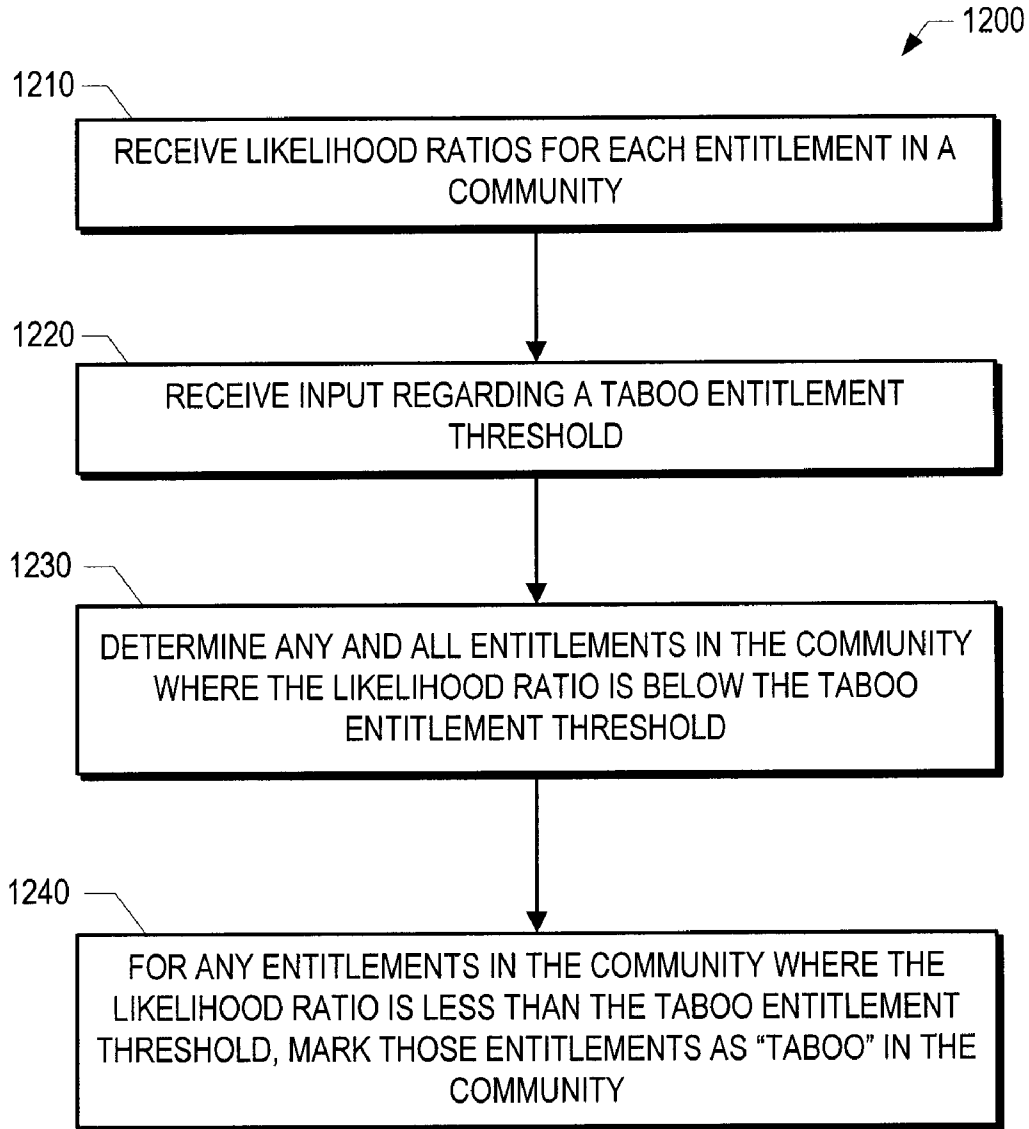 1200
1210
RECEIVE LIKELIHOOD RATIOS FOR EACH ENTITLEMENT IN A
COMMUNITY
1220
RECEIVE INPUT REGARDING A TABOO ENTITLEMENT
THRESHOLD
1230
DETERMINE ANY AND ALL ENTITLEMENTS IN THE COMMUNITY
WHERE THE LIKELIHOOD RATIO IS BELOW THE TABOO
ENTITLEMENT THRESHOLD
1240
FOR ANY ENTITLEMENTS IN THE COMMUNITY WHERE THE
LIKELIHOOD RATIO IS LESS THAN THE TABOO ENTITLEMENT
THRESHOLD, MARK THOSE ENTITLEMENTS AS “TABOO” IN THE
COMMUNITY